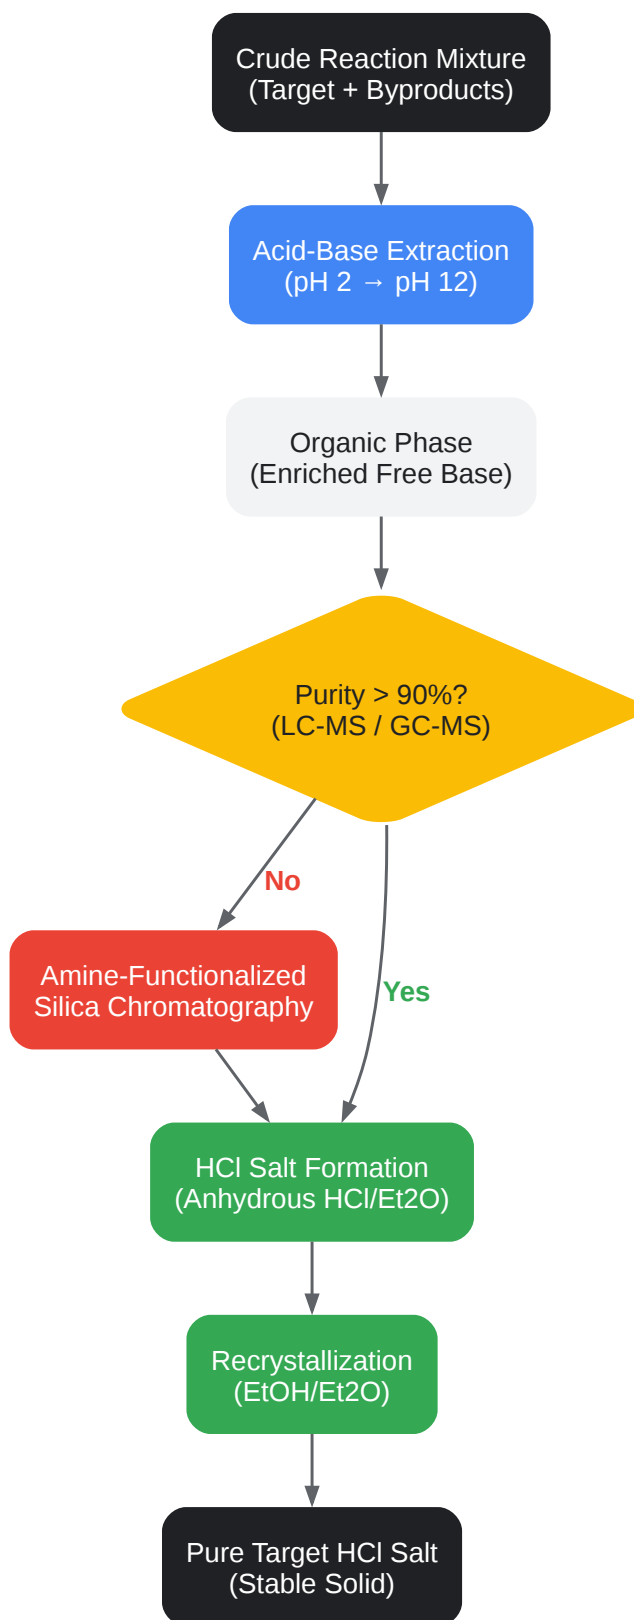 Crude Reaction Mixture
(Target + Byproducts)
Acid-Base Extraction
(pH 2 → pH 12)
Organic Phase
(Enriched Free Base)
Purity > 90%?
(LC-MS / GC-MS)
No
Amine-Functionalized
Silica Chromatography
Yes
HCl Salt Formation
(Anhydrous HCl/Et2O)
Recrystallization
(EtOH/Et2O)
Pure Target HCl Salt
(Stable Solid)